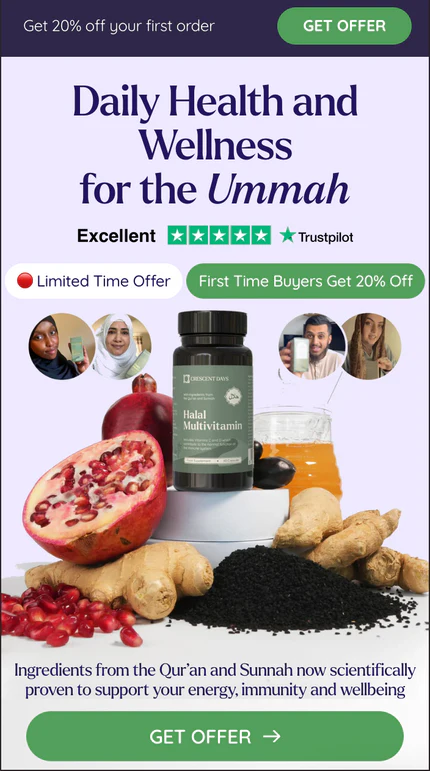 Get 20% off your first order
GET OFFER
Daily Health and
Wellness
for the Ummah
Excellent
Trustpilot
Limited Time Offer
First Time Buyers Get 20% Off
CRESCENT DAYS
Halal
Multivitamin
Ingredients from the Qur'an and Sunnah now scientifically
proven to support your energy, immunity and wellbeing
GET OFFER →